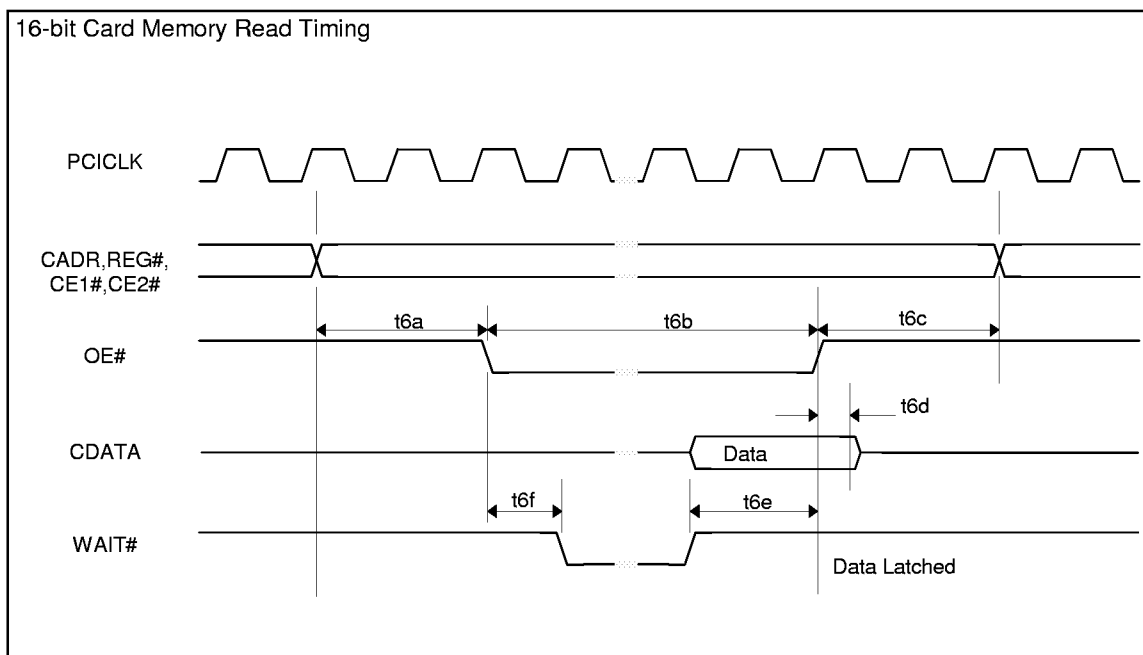 16-bit Card Memory Read Timing
PCICLK
CADR,REG#,
CE1#,CE2#
t6a
t6b
t6c
OE#
t6d
CDATA
Data
t6f
t6e
WAIT#
Data Latched